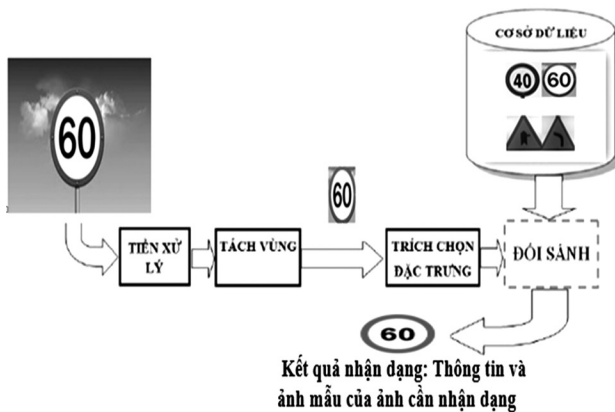 CƠ SỞ DỮ LIỆU
40 60
60
60
TIỀN XỬ
LÝ
TÁCH VÙNG
TRÍCH CHỌN
ĐẶC TRƯNG
ĐỐI SÁNH
60
Kết quả nhận dạng: Thông tin và
ảnh mẫu của ảnh cần nhận dạng